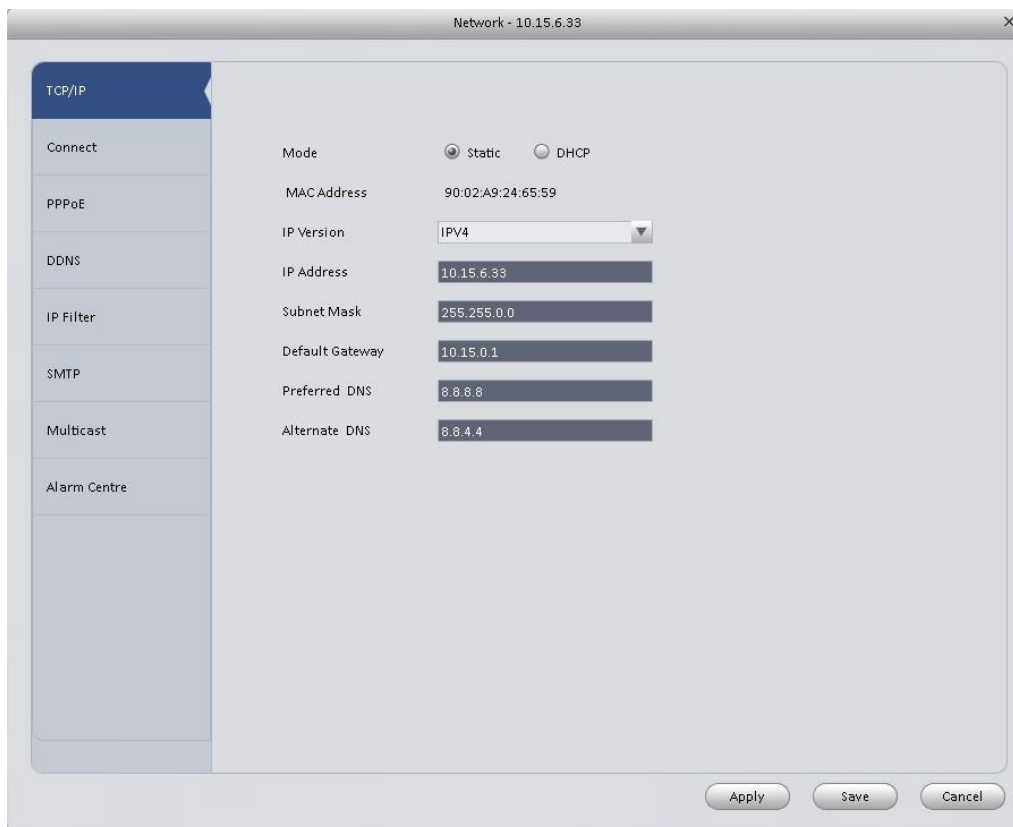 Network - 10.15.6.33
TCP/IP
Connect
PPPoE
DDNS
IP Filter
SMTP
Multicast
Alarm Centre
Mode Static DHCP
MAC Address 90:02:A9:24:65:59
IP Version IPV4
IP Address 10.15.6.33
Subnet Mask 255.255.0.0
Default Gateway 10.15.0.1
Preferred DNS 8.8.8.8
Alternate DNS 8.8.4.4
Apply Save Cancel